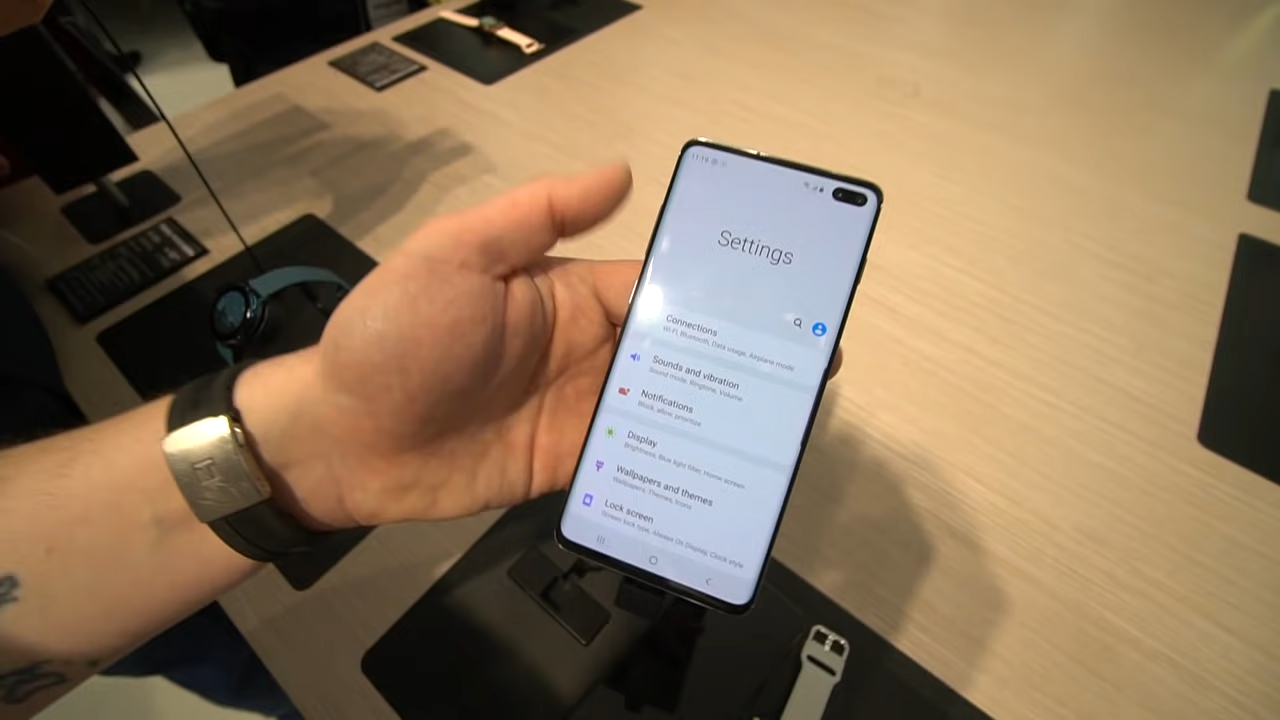 11:19
Settings
Connections
Wi-Fi, Bluetooth, Data usage, Airplane mode
Sounds and vibration
Sound mode, Ringtone, Volume
Notifications
Block, allow, prioritize
Display
Brightness, Blue light filter, Home screen
Wallpapers and themes
Wallpapers, Themes, Icons
Lock screen
Screen lock type, Always On Display, Clock style